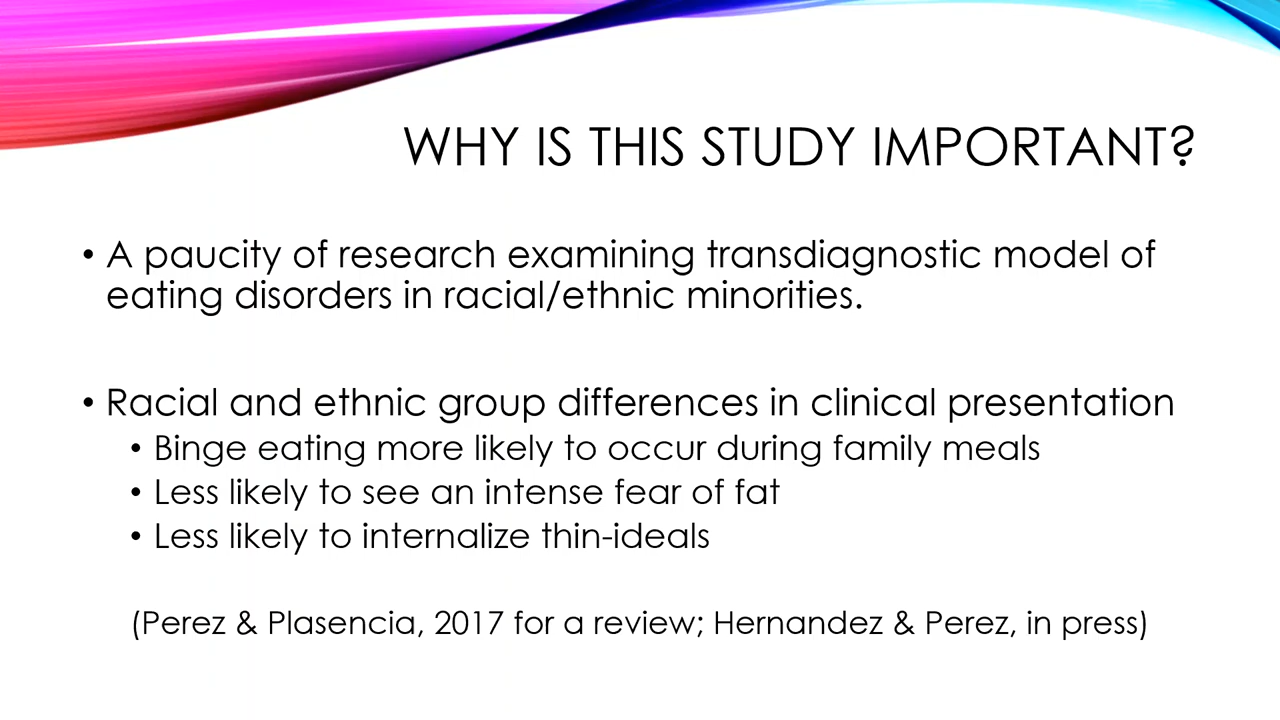 WHY IS THIS STUDY IMPORTANT?
• A paucity of research examining transdiagnostic model of
eating disorders in racial/ethnic minorities.
• Racial and ethnic group differences in clinical presentation
• Binge eating more likely to occur during family meals
• Less likely to see an intense fear of fat
• Less likely to internalize thin-ideals
(Perez & Plasencia, 2017 for a review; Hernandez & Perez, in press)